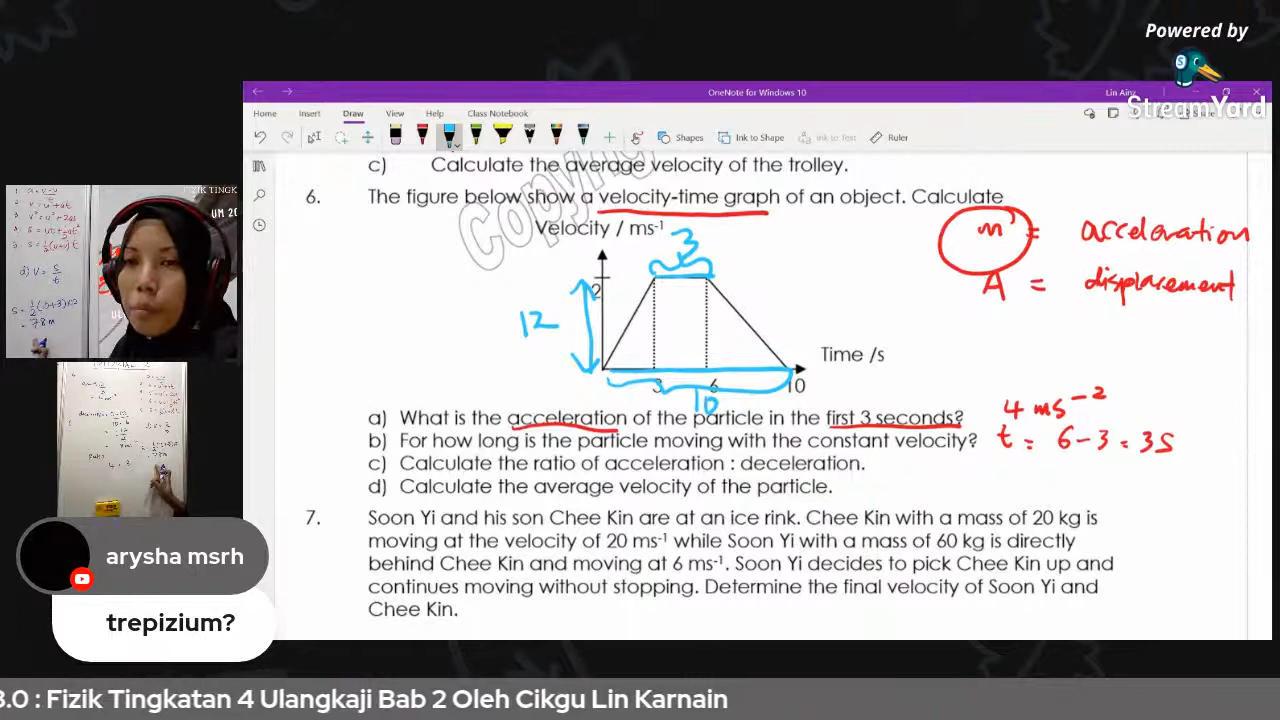 Powered by
StreamYard
OneNote for Windows 10
Lin Ainy
Home Insert Draw View Help Class Notebook
Shapes Ink to Shape Ink to Text Ruler
c) Calculate the average velocity of the trolley.
6. The figure below show a velocity-time graph of an object. Calculate
Copyrig
Velocity / ms⁻¹
3
m = acceleration
A = displacement
2
12
Time /s
3 6 10
10
a) What is the acceleration of the particle in the first 3 seconds?
4 ms⁻²
b) For how long is the particle moving with the constant velocity?
t = 6-3 = 3s
c) Calculate the ratio of acceleration : deceleration.
d) Calculate the average velocity of the particle.
7. Soon Yi and his son Chee Kin are at an ice rink. Chee Kin with a mass of 20 kg is
moving at the velocity of 20 ms⁻¹ while Soon Yi with a mass of 60 kg is directly
behind Chee Kin and moving at 6 ms⁻¹. Soon Yi decides to pick Chee Kin up and
continues moving without stopping. Determine the final velocity of Soon Yi and
Chee Kin.
FIZIK TINGK
UM 20
d) V = s/t
= 78m
arysha msrh
trepizium?
3.0 : Fizik Tingkatan 4 Ulangkaji Bab 2 Oleh Cikgu Lin Karnain